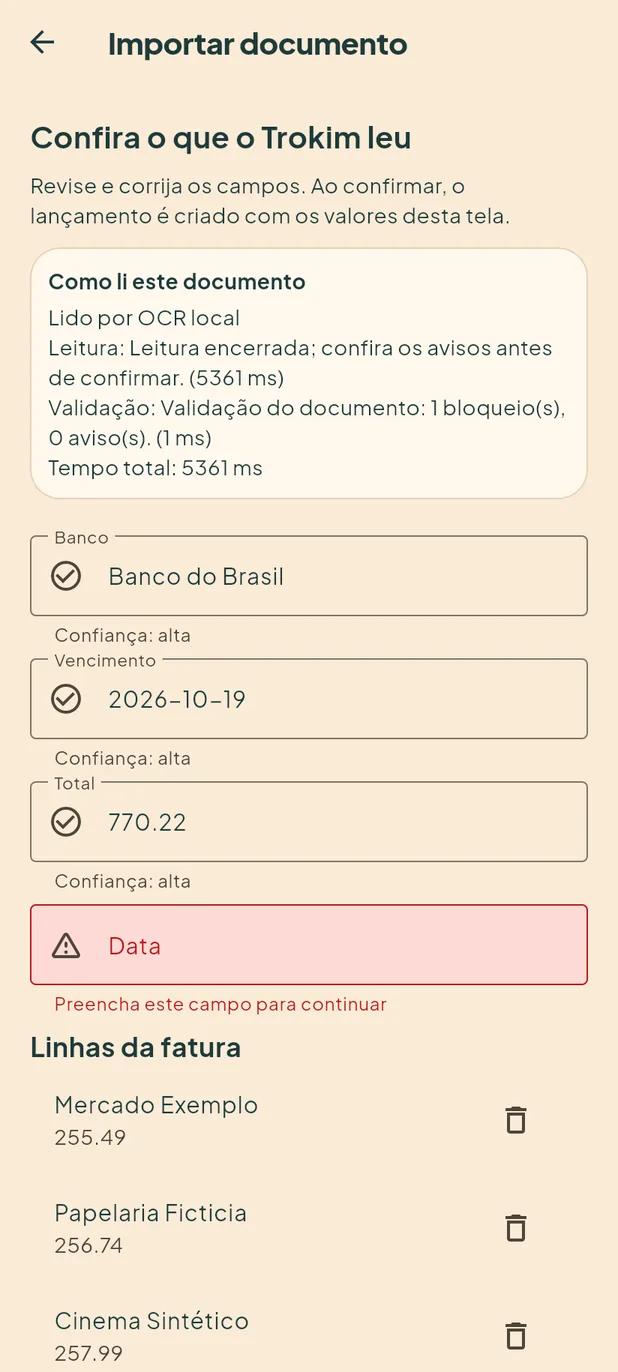 Importar documento
Confira o que o Trokim leu
Revise e corrija os campos. Ao confirmar, o
lançamento é criado com os valores desta tela.
Como li este documento
Lido por OCR local
Leitura: Leitura encerrada; confira os avisos antes
de confirmar. (5361 ms)
Validação: Validação do documento: 1 bloqueio(s),
0 aviso(s). (1 ms)
Tempo total: 5361 ms
Banco
Banco do Brasil
Confiança: alta
Vencimento
2026-10-19
Confiança: alta
Total
770.22
Confiança: alta
Data
Preencha este campo para continuar
Linhas da fatura
Mercado Exemplo
255.49
Papelaria Ficticia
256.74
Cinema Sintético
257.99